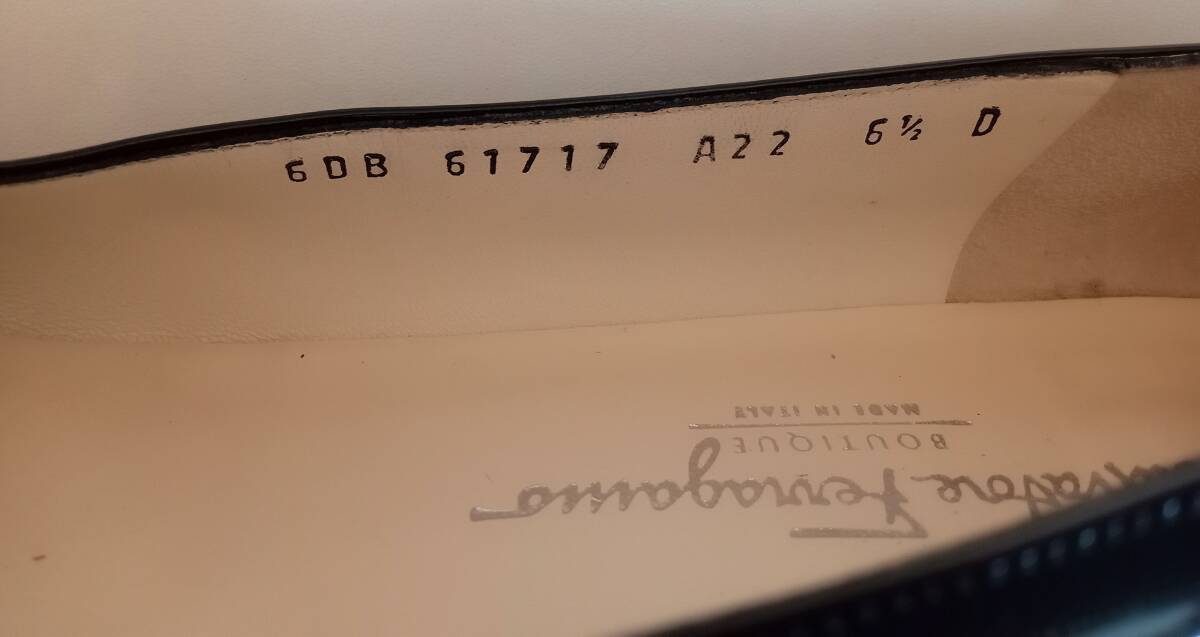 6DB 61717 A22 6½ D
Salvatore Ferragamo
BOUTIQUE
MADE IN ITALY